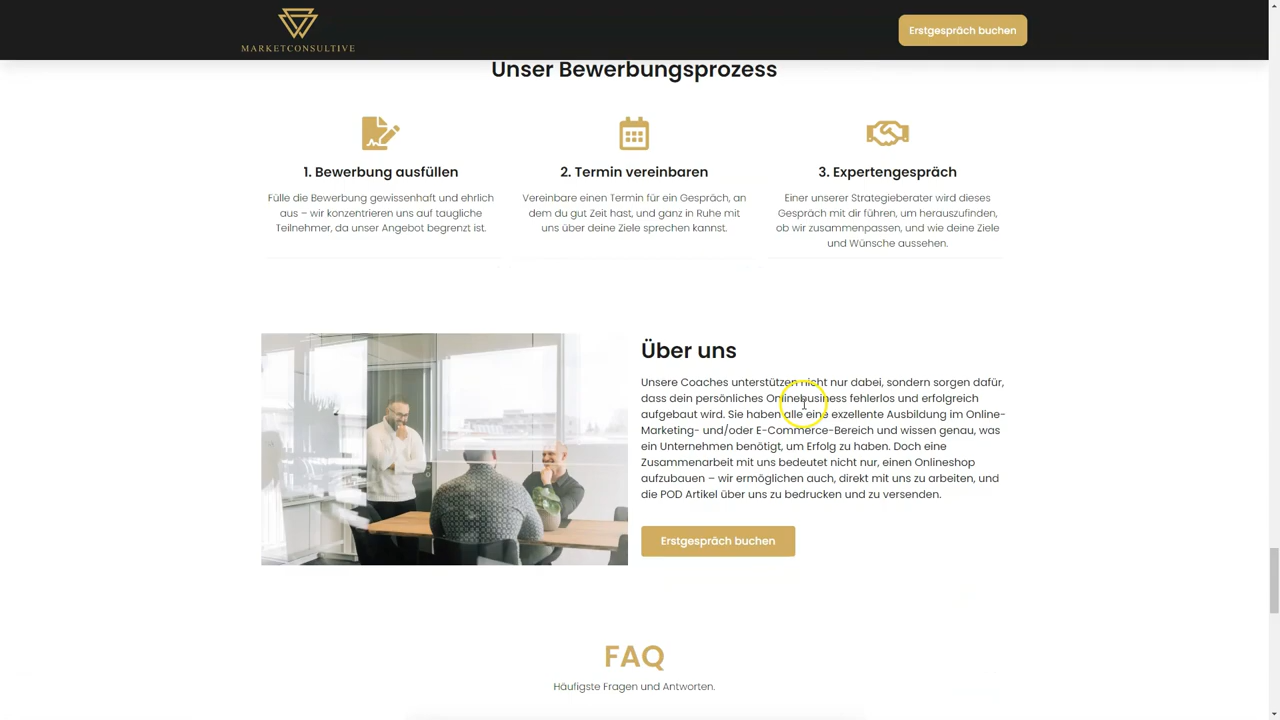 MARKETCONSULTIVE
Erstgespräch buchen
Unser Bewerbungsprozess
1. Bewerbung ausfüllen
Fülle die Bewerbung gewissenhaft und ehrlich
aus – wir konzentrieren uns auf taugliche
Teilnehmer, da unser Angebot begrenzt ist.
2. Termin vereinbaren
Vereinbare einen Termin für ein Gespräch, an
dem du gut Zeit hast, und ganz in Ruhe mit
uns über deine Ziele sprechen kannst.
3. Expertengespräch
Einer unserer Strategieberater wird dieses
Gespräch mit dir führen, um herauszufinden,
ob wir zusammenpassen, und wie deine Ziele
und Wünsche aussehen.
Über uns
Unsere Coaches unterstützen nicht nur dabei, sondern sorgen dafür,
dass dein persönliches Onlinebusiness fehlerlos und erfolgreich
aufgebaut wird. Sie haben alle eine exzellente Ausbildung im Online-
Marketing- und/oder E-Commerce-Bereich und wissen genau, was
ein Unternehmen benötigt, um Erfolg zu haben. Doch eine
Zusammenarbeit mit uns bedeutet nicht nur, einen Onlineshop
aufzubauen – wir ermöglichen auch, direkt mit uns zu arbeiten, und
die POD Artikel über uns zu bedrucken und zu versenden.
Erstgespräch buchen
FAQ
Häufigste Fragen und Antworten.